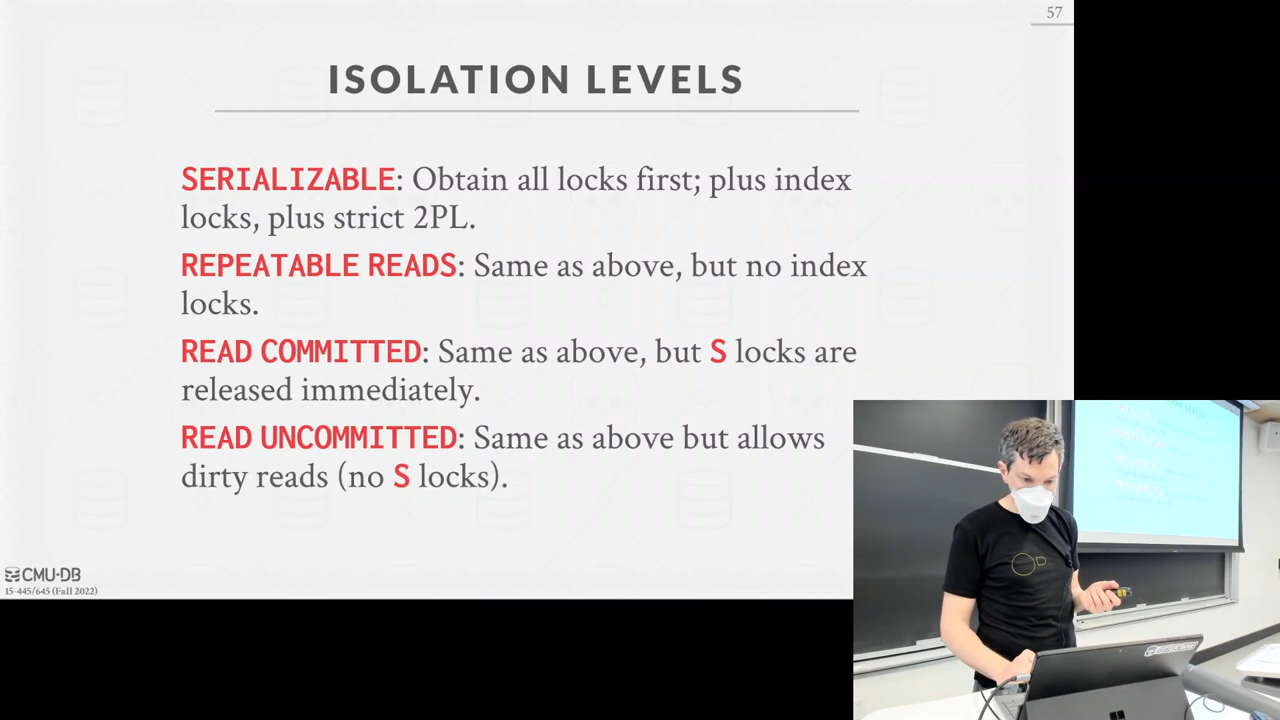 57
ISOLATION LEVELS
SERIALIZABLE: Obtain all locks first; plus index
locks, plus strict 2PL.
REPEATABLE READS: Same as above, but no index
locks.
READ COMMITTED: Same as above, but S locks are
released immediately.
READ UNCOMMITTED: Same as above but allows
dirty reads (no S locks).
CMU·DB
15-445/645 (Fall 2022)